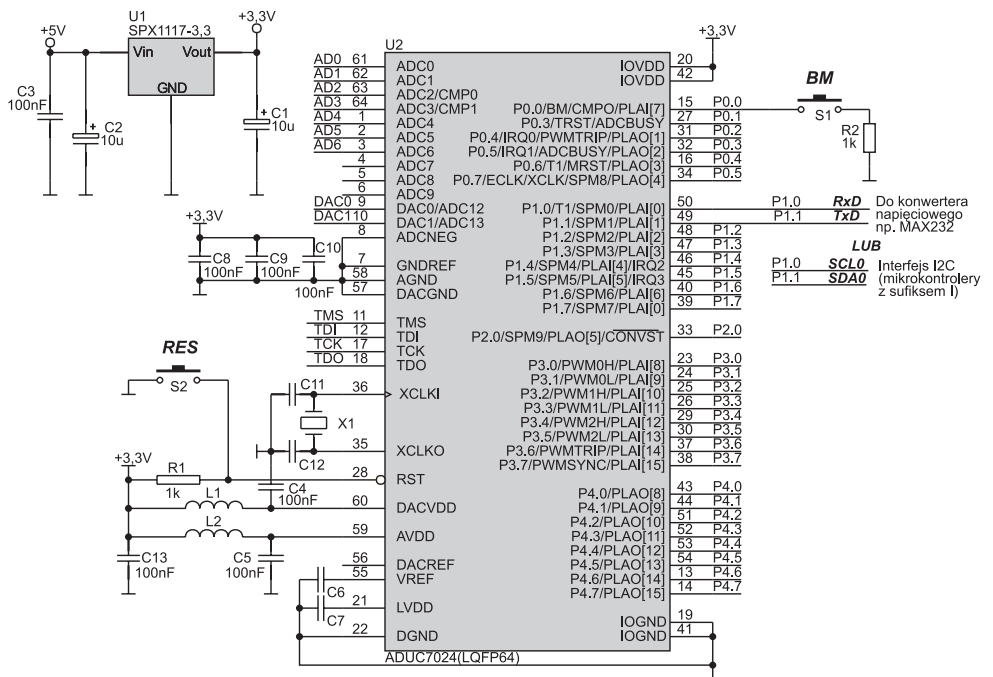 U1
SPX1117-3,3
+5V
+3,3V
Vin
Vout
GND
C3
100nF
C2
10u
+
C1
10u
+
U2
AD0 61 ADC0
AD1 62 ADC1
AD2 63 ADC2/CMP0
AD3 64 ADC3/CMP1
AD4 1 ADC4
AD5 2 ADC5
AD6 3 ADC6
4 ADC7
5 ADC8
6 ADC9
DAC0 9 DAC0/ADC12
DAC1 10 DAC1/ADC13
8 ADCNEG
7 GNDREF
58 AGND
57 DACGND
+3,3V
C8
100nF
C9
100nF
C10
100nF
TMS 11 TMS
TDI 12 TDI
TCK 17 TCK
TDO 18 TDO
RES
S2
C11
36 XCLKI
X1
35 XCLKO
C12
+3,3V
R1
1k
28 RST
C4
100nF
L1
60 DACVDD
L2
59 AVDD
C13
100nF
C5
100nF
56 DACREF
55 VREF
C6
21 LVDD
C7
22 DGND
ADUC7024(LQFP64)
+3,3V
IOVDD 20
IOVDD 42
P0.0/BM/CMPO/PLAI[7] 15 P0.0
P0.3/TRST/ADCBUSY 27 P0.1
P0.4/IRQ0/PWMTRIP/PLAO[1] 31 P0.2
P0.5/IRQ1/ADCBUSY/PLAO[2] 32 P0.3
P0.6/T1/MRST/PLAO[3] 16 P0.4
P0.7/ECLK/XCLK/SPM8/PLAO[4] 34 P0.5
BM
S1
R2
1k
P1.0/T1/SPM0/PLAI[0] 50
P1.1/SPM1/PLAI[1] 49
P1.2/SPM2/PLAI[2] 48 P1.2
P1.3/SPM3/PLAI[3] 47 P1.3
P1.4/SPM4/PLAI[4]/IRQ2 46 P1.4
P1.5/SPM5/PLAI[5]/IRQ3 45 P1.5
P1.6/SPM6/PLAI[6] 40 P1.6
P1.7/SPM7/PLAO[0] 39 P1.7
P1.0 RxD
P1.1 TxD
Do konwertera
napięciowego
np. MAX232
LUB
P1.0 SCL0
P1.1 SDA0
Interfejs I2C
(mikrokontrolery
z sufiksem I)
P2.0/SPM9/PLAO[5]/CONVST 33 P2.0
P3.0/PWM0H/PLAI[8] 23 P3.0
P3.1/PWM0L/PLAI[9] 24 P3.1
P3.2/PWM1H/PLAI[10] 25 P3.2
P3.3/PWM1L/PLAI[11] 26 P3.3
P3.4/PWM2H/PLAI[12] 29 P3.4
P3.5/PWM2L/PLAI[13] 30 P3.5
P3.6/PWMTRIP/PLAI[14] 37 P3.6
P3.7/PWMSYNC/PLAI[15] 38 P3.7
P4.0/PLAO[8] 43 P4.0
P4.1/PLAO[9] 44 P4.1
P4.2/PLAO[10] 51 P4.2
P4.3/PLAO[11] 52 P4.3
P4.4/PLAO[12] 53 P4.4
P4.5/PLAO[13] 54 P4.5
P4.6/PLAO[14] 13 P4.6
P4.7/PLAO[15] 14 P4.7
IOGND 19
IOGND 41